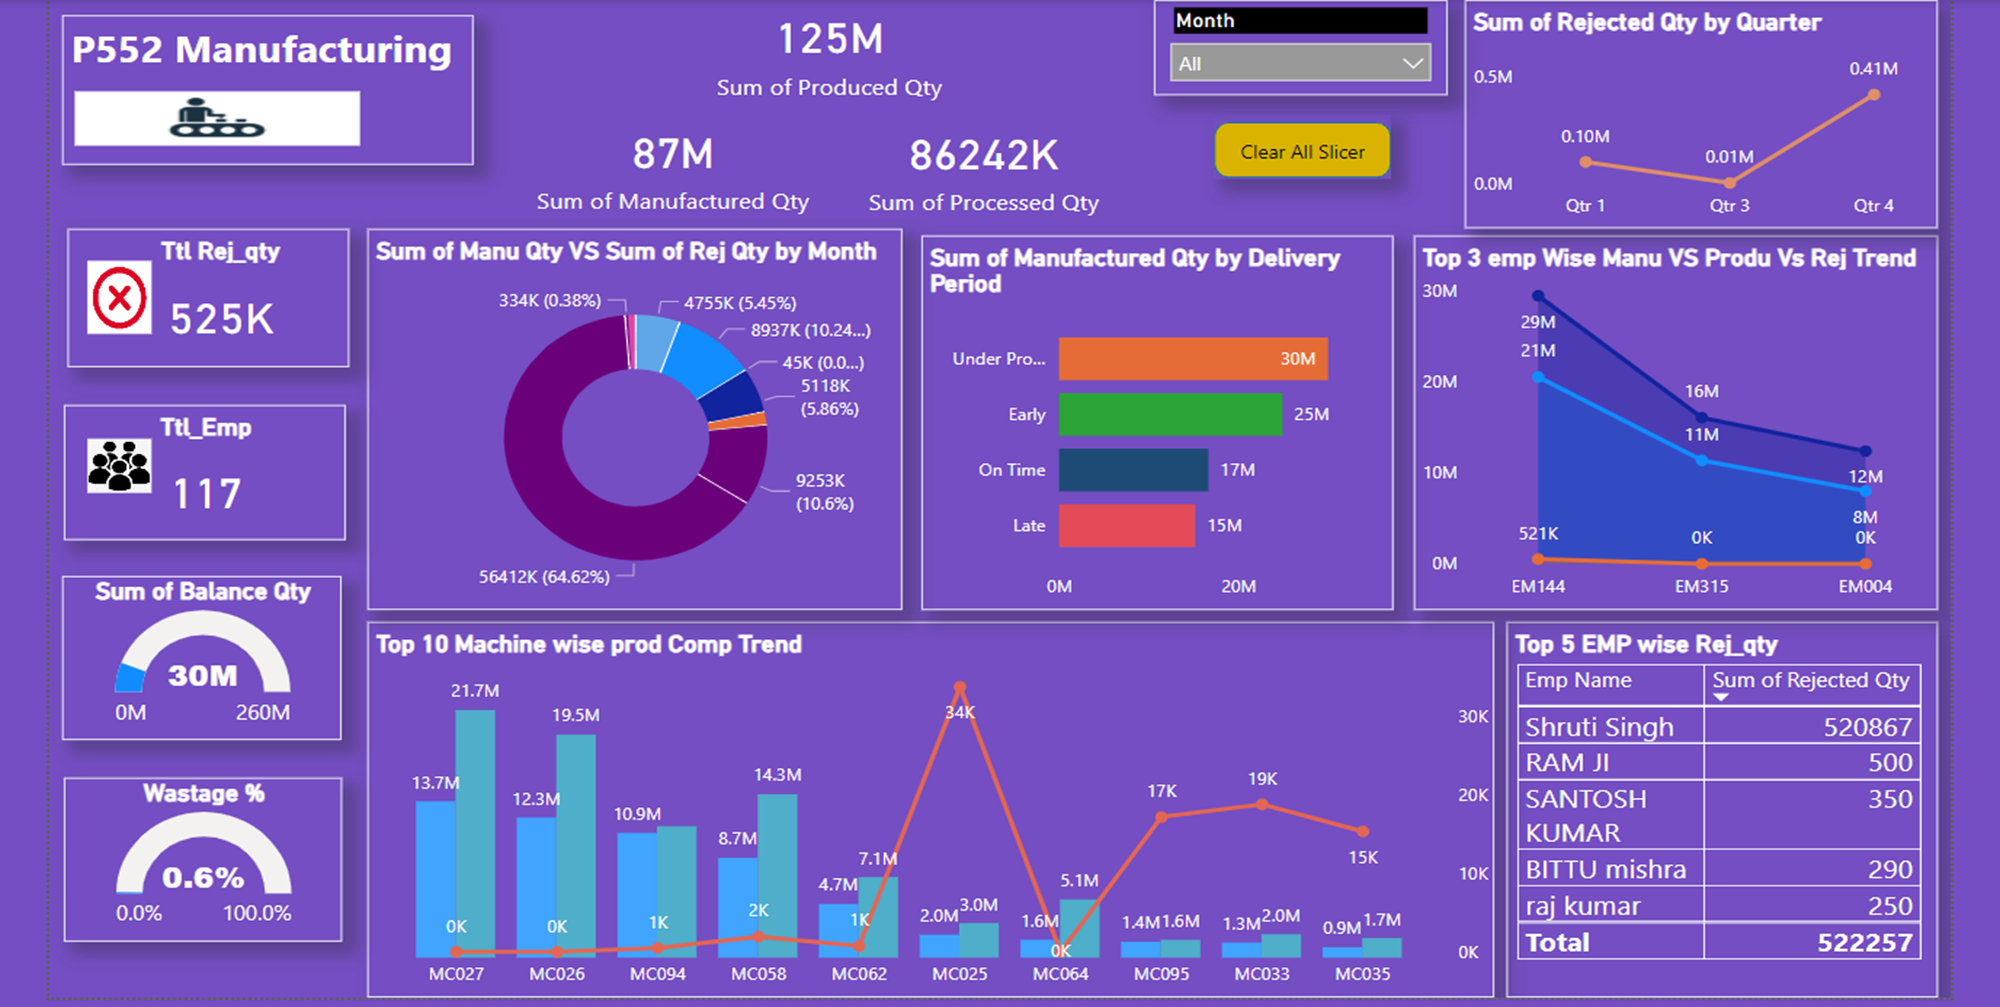 P552 Manufacturing
125M
Sum of Produced Qty
87M
Sum of Manufactured Qty
86242K
Sum of Processed Qty
Month
All
Clear All Slicer
Sum of Rejected Qty by Quarter
0.5M
0.0M
0.10M
0.01M
0.41M
Qtr 1
Qtr 3
Qtr 4
Ttl Rej_qty
525K
Ttl_Emp
117
Sum of Balance Qty
30M
0M
260M
Wastage %
0.6%
0.0%
100.0%
Sum of Manu Qty VS Sum of Rej Qty by Month
334K (0.38%)
4755K (5.45%)
8937K (10.24...)
45K (0.0...)
5118K
(5.86%)
9253K
(10.6%)
56412K (64.62%)
Sum of Manufactured Qty by Delivery
Period
Under Pro...
30M
Early
25M
On Time
17M
Late
15M
0M
20M
Top 3 emp Wise Manu VS Produ Vs Rej Trend
30M
20M
10M
0M
29M
21M
521K
16M
11M
0K
12M
8M
0K
EM144
EM315
EM004
Top 10 Machine wise prod Comp Trend
13.7M
21.7M
0K
12.3M
19.5M
0K
10.9M
1K
8.7M
14.3M
2K
4.7M
7.1M
1K
34K
2.0M
3.0M
1.6M
5.1M
0K
17K
1.4M
1.6M
19K
1.3M
2.0M
15K
0.9M
1.7M
30K
20K
10K
0K
MC027
MC026
MC094
MC058
MC062
MC025
MC064
MC095
MC033
MC035
Top 5 EMP wise Rej_qty
Emp Name Sum of Rejected Qty
Shruti Singh 520867
RAM JI 500
SANTOSH 350
KUMAR
BITTU mishra 290
raj kumar 250
Total 522257